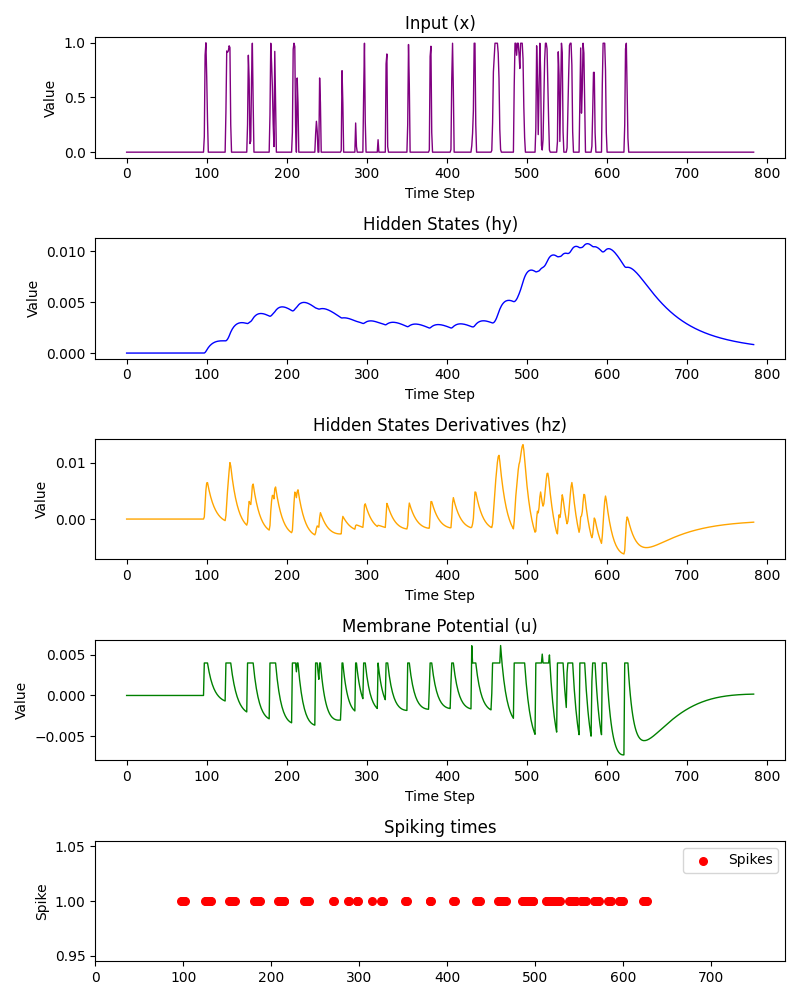 Input (x)
1.0
0.5
0.0
Value
0 100 200 300 400 500 600 700 800
Time Step
Hidden States (hy)
0.010
0.005
0.000
Value
0 100 200 300 400 500 600 700 800
Time Step
Hidden States Derivatives (hz)
0.01
0.00
Value
0 100 200 300 400 500 600 700 800
Time Step
Membrane Potential (u)
0.005
0.000
−0.005
Value
0 100 200 300 400 500 600 700 800
Time Step
Spiking times
1.05
1.00
0.95
Spike
Spikes
0 100 200 300 400 500 600 700